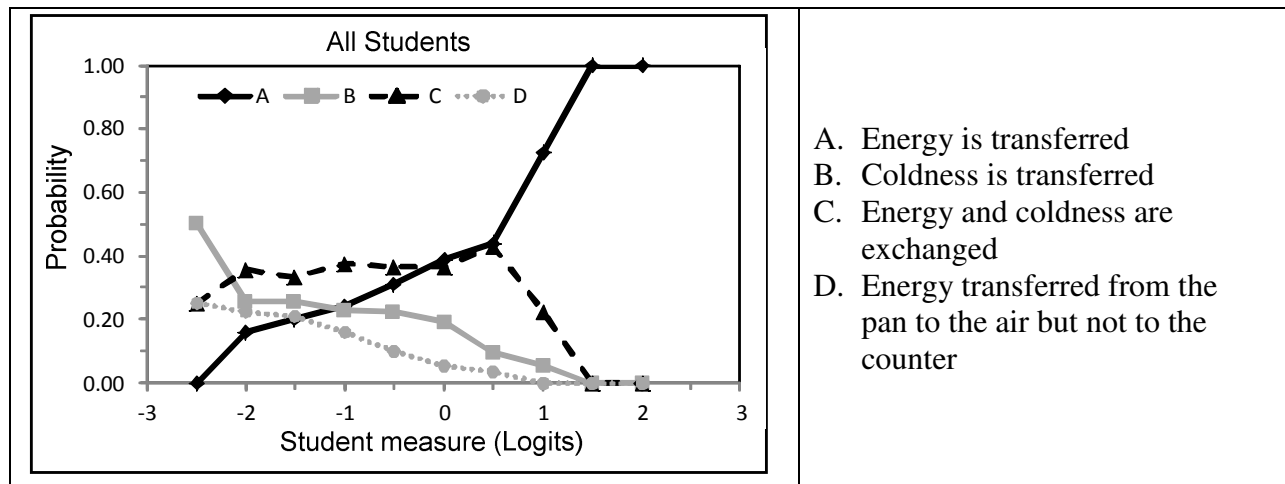 All Students
1.00
A B C D
0.80
0.60
0.40
0.20
0.00
Probability
-3 -2 -1 0 1 2 3
Student measure (Logits)
A. Energy is transferred
B. Coldness is transferred
C. Energy and coldness are
exchanged
D. Energy transferred from the
pan to the air but not to the
counter